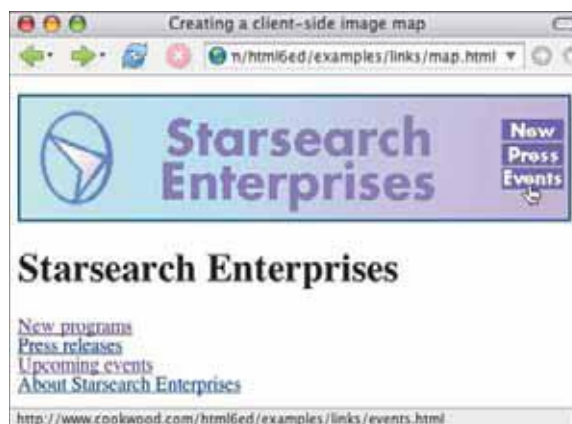 Creating a client-side image map
n/html6ed/examples/links/map.html
Starsearch
Enterprises
New
Press
Events
Starsearch Enterprises
New programs
Press releases
Upcoming events
About Starsearch Enterprises
http://www.cookwood.com/html6ed/examples/links/events.html